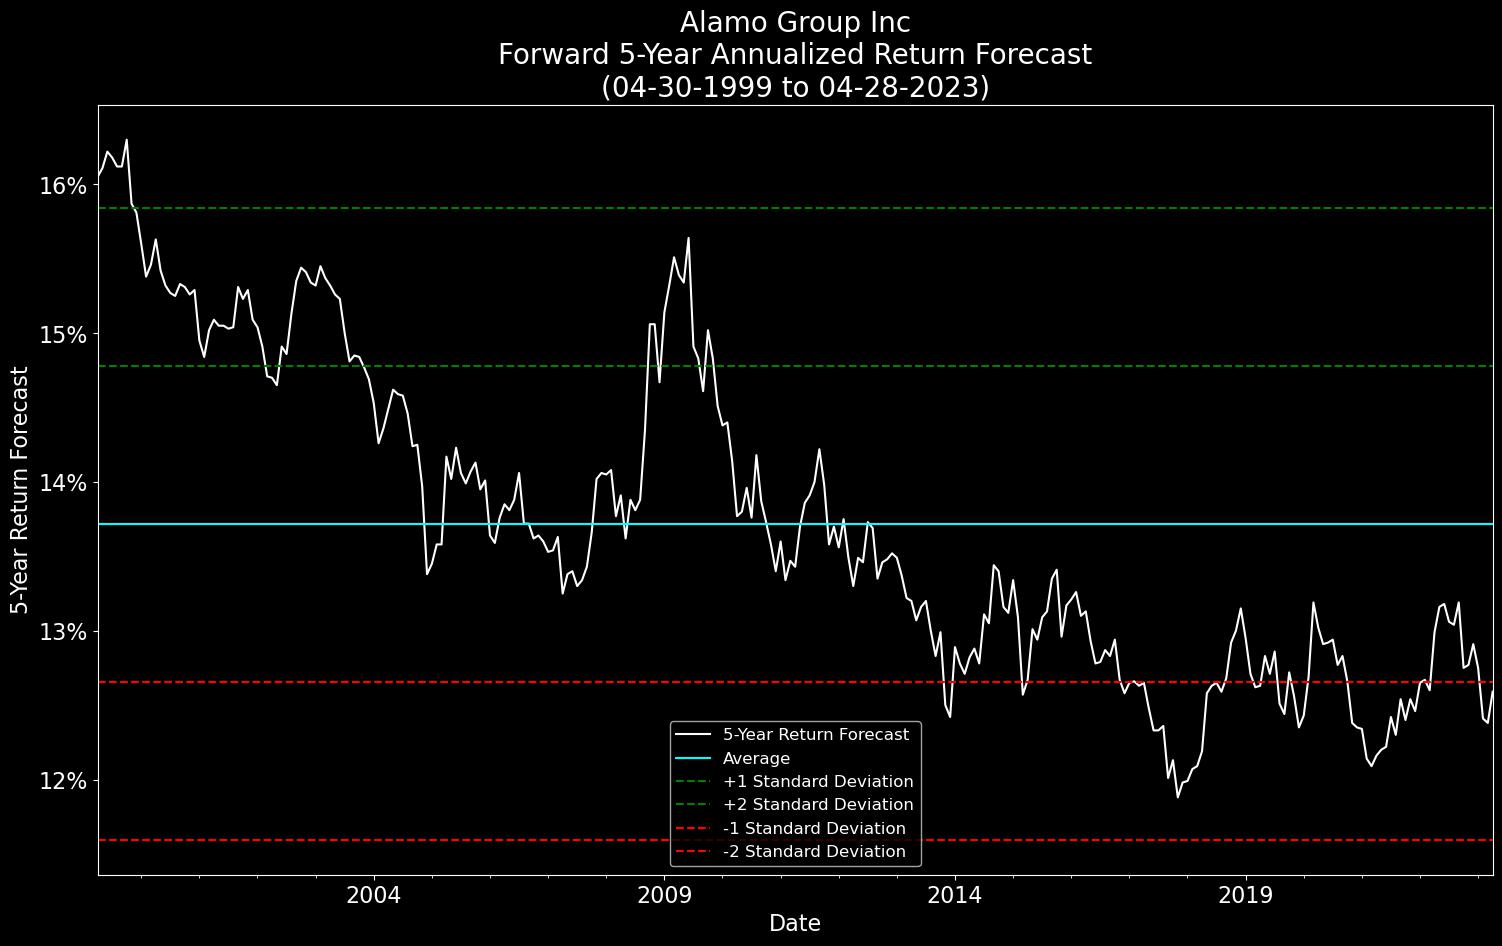 Alamo Group Inc
Forward 5-Year Annualized Return Forecast
(04-30-1999 to 04-28-2023)
5-Year Return Forecast
16%
15%
14%
13%
12%
5-Year Return Forecast
Average
+1 Standard Deviation
+2 Standard Deviation
-1 Standard Deviation
-2 Standard Deviation
2004 2009 2014 2019
Date